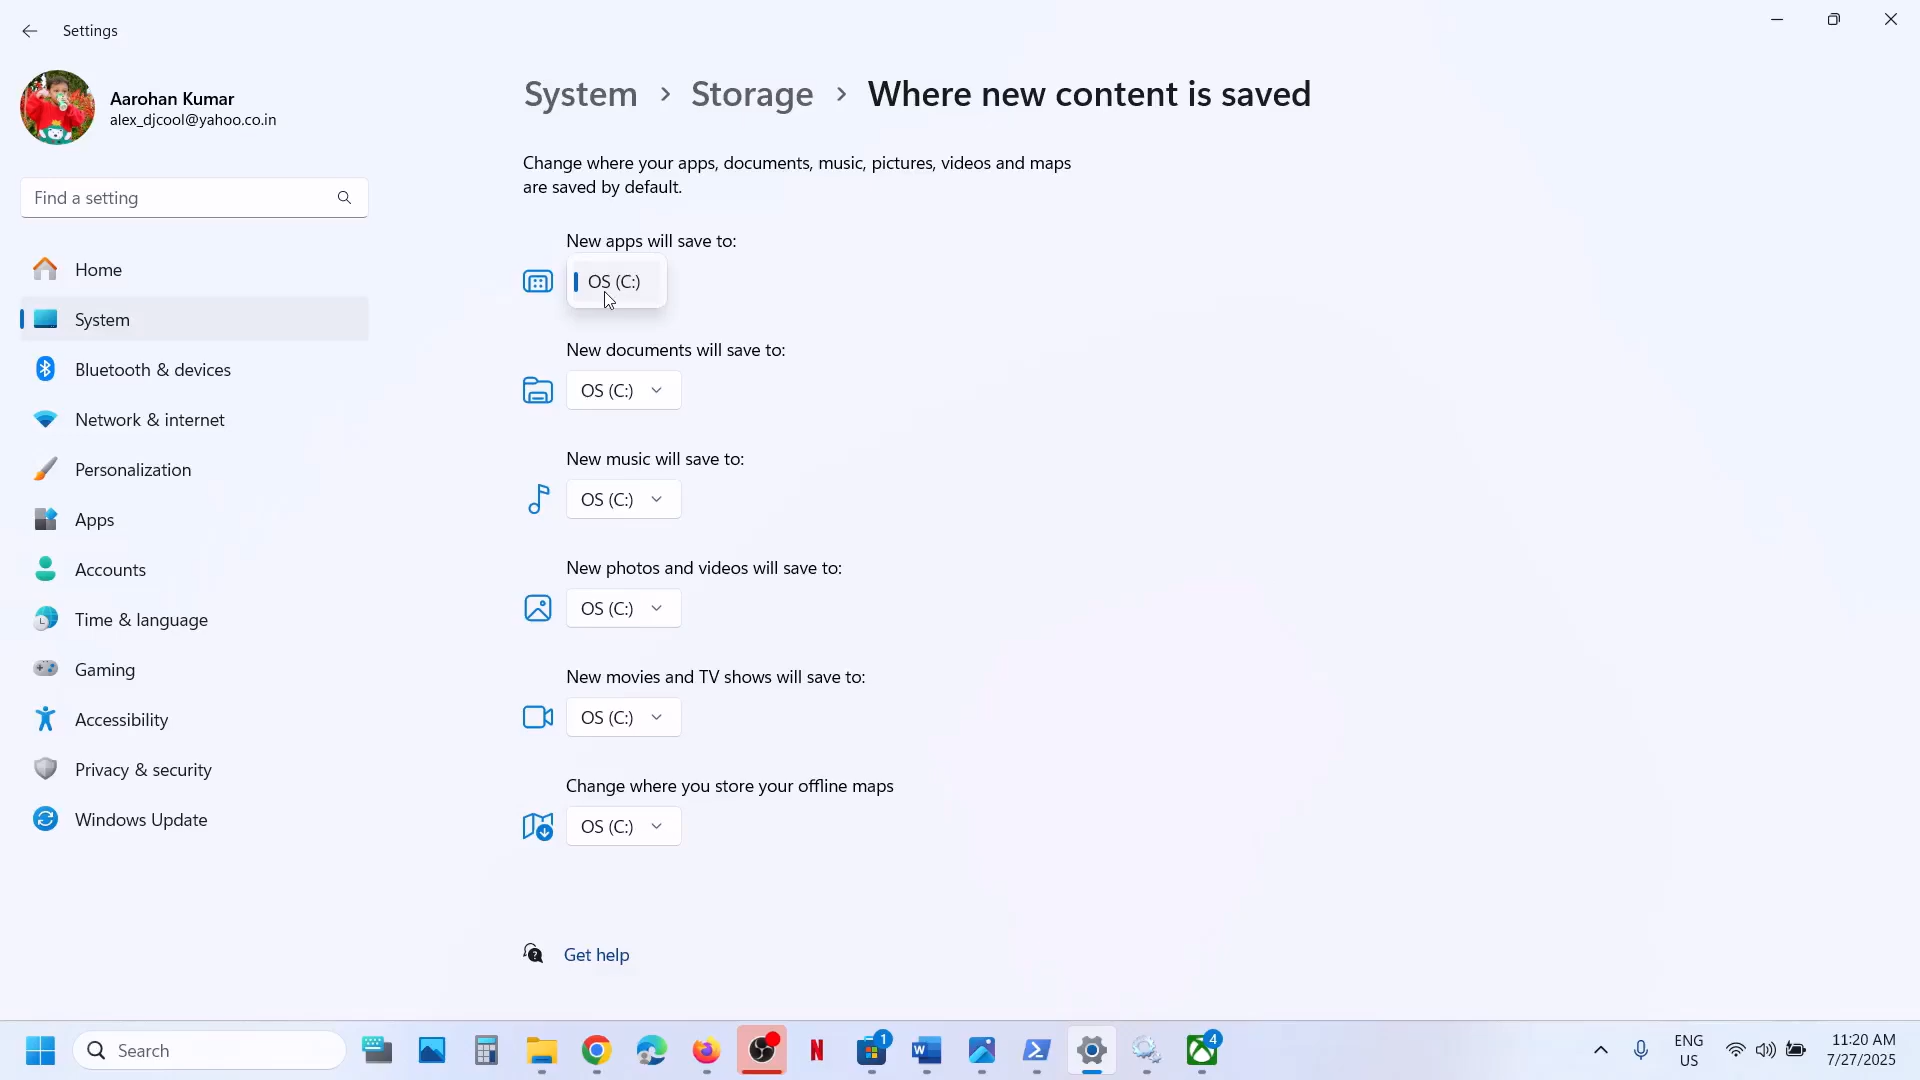 Settings
Aarohan Kumar
alex_djcool@yahoo.co.in
Find a setting
Home
System
Bluetooth & devices
Network & internet
Personalization
Apps
Accounts
Time & language
Gaming
Accessibility
Privacy & security
Windows Update
System > Storage > Where new content is saved
Change where your apps, documents, music, pictures, videos and maps
are saved by default.
New apps will save to:
OS (C:)
New documents will save to:
OS (C:)
New music will save to:
OS (C:)
New photos and videos will save to:
OS (C:)
New movies and TV shows will save to:
OS (C:)
Change where you store your offline maps
OS (C:)
Get help
Search
N
1
W
4
ENG
US
11:20 AM
7/27/2025